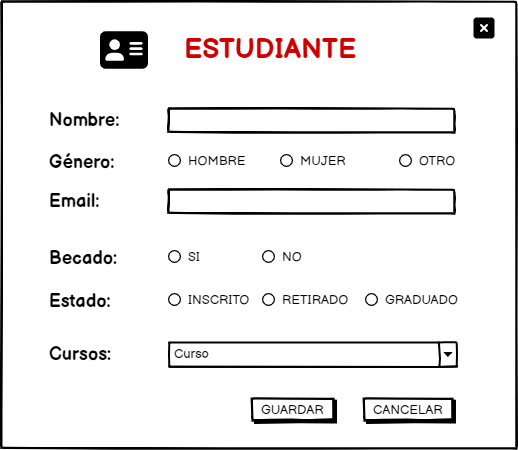 ESTUDIANTE
Nombre:
Género: HOMBRE MUJER OTRO
Email:
Becado: SI NO
Estado: INSCRITO RETIRADO GRADUADO
Cursos: Curso
GUARDAR CANCELAR